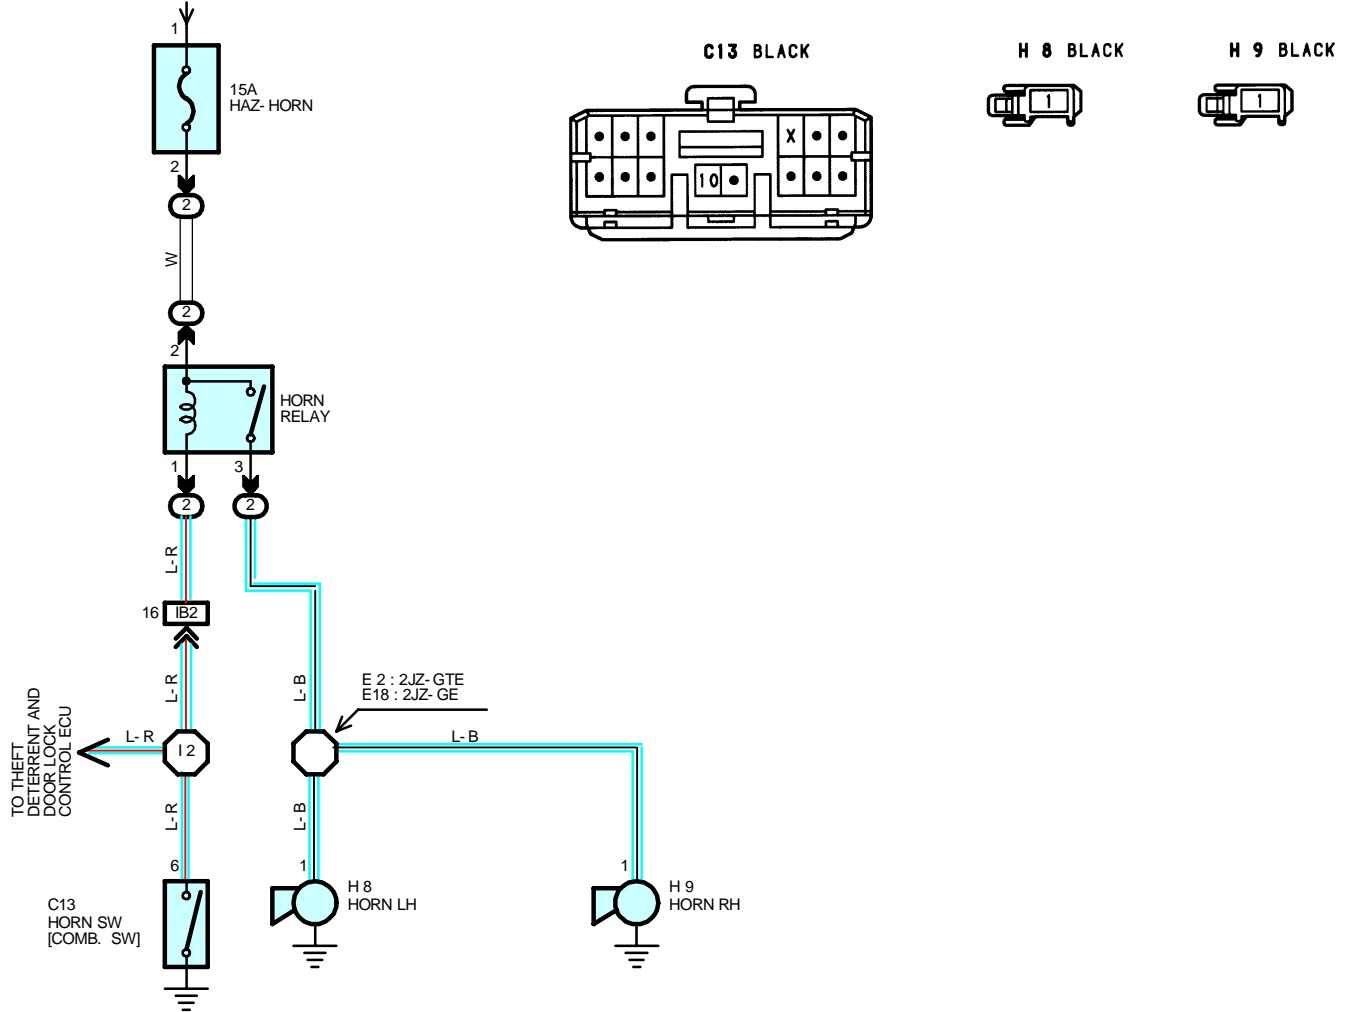 1
15A
HAZ- HORN
2
2
W
2
2
HORN
RELAY
1
3
2
2
L- R
16
IB2
L- R
L- B
E 2 : 2JZ- GTE
E18 : 2JZ- GE
TO THEFT
DETERRENT AND
DOOR LOCK
CONTROL ECU
L- R
I 2
L- B
L- R
L- B
6
1
1
C13
HORN SW
[COMB. SW]
H 8
HORN LH
H 9
HORN RH
C13 BLACK
X
10
H 8 BLACK
1
H 9 BLACK
1